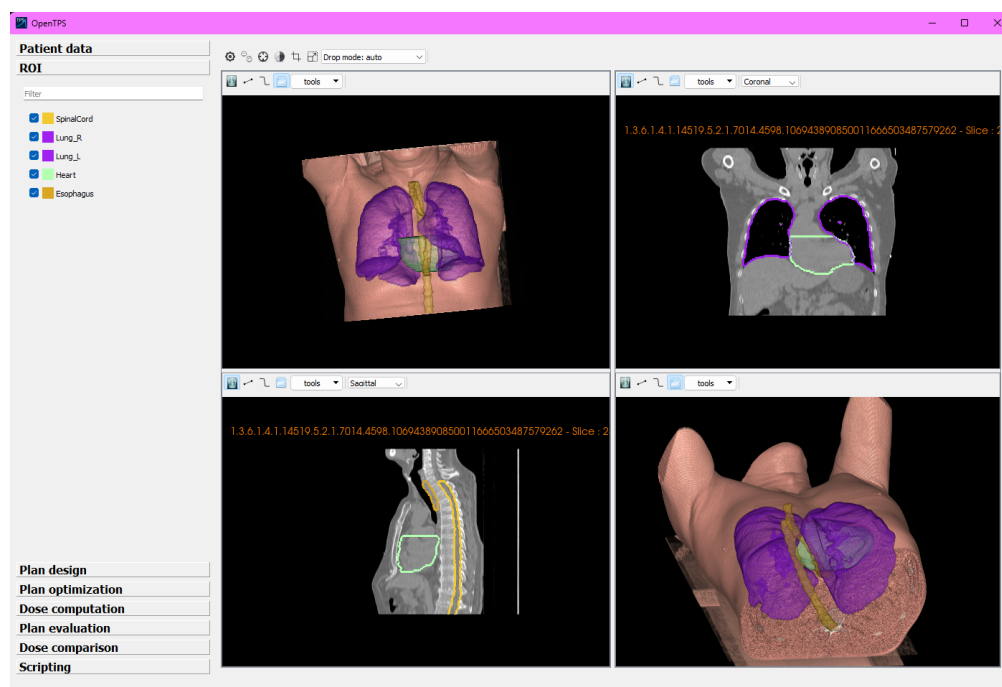 OpenTPS
Patient data
ROI
Filter
SpinalCord
Lung_R
Lung_L
Heart
Esophagus
Plan design
Plan optimization
Dose computation
Plan evaluation
Dose comparison
Scripting
Drop mode: auto
tools
tools
Coronal
1.3.6.1.4.1.14519.5.2.1.7014.4598.106943890850011666503487579262 - Slice : 2
tools
Sagittal
1.3.6.1.4.1.14519.5.2.1.7014.4598.106943890850011666503487579262 - Slice : 2
tools